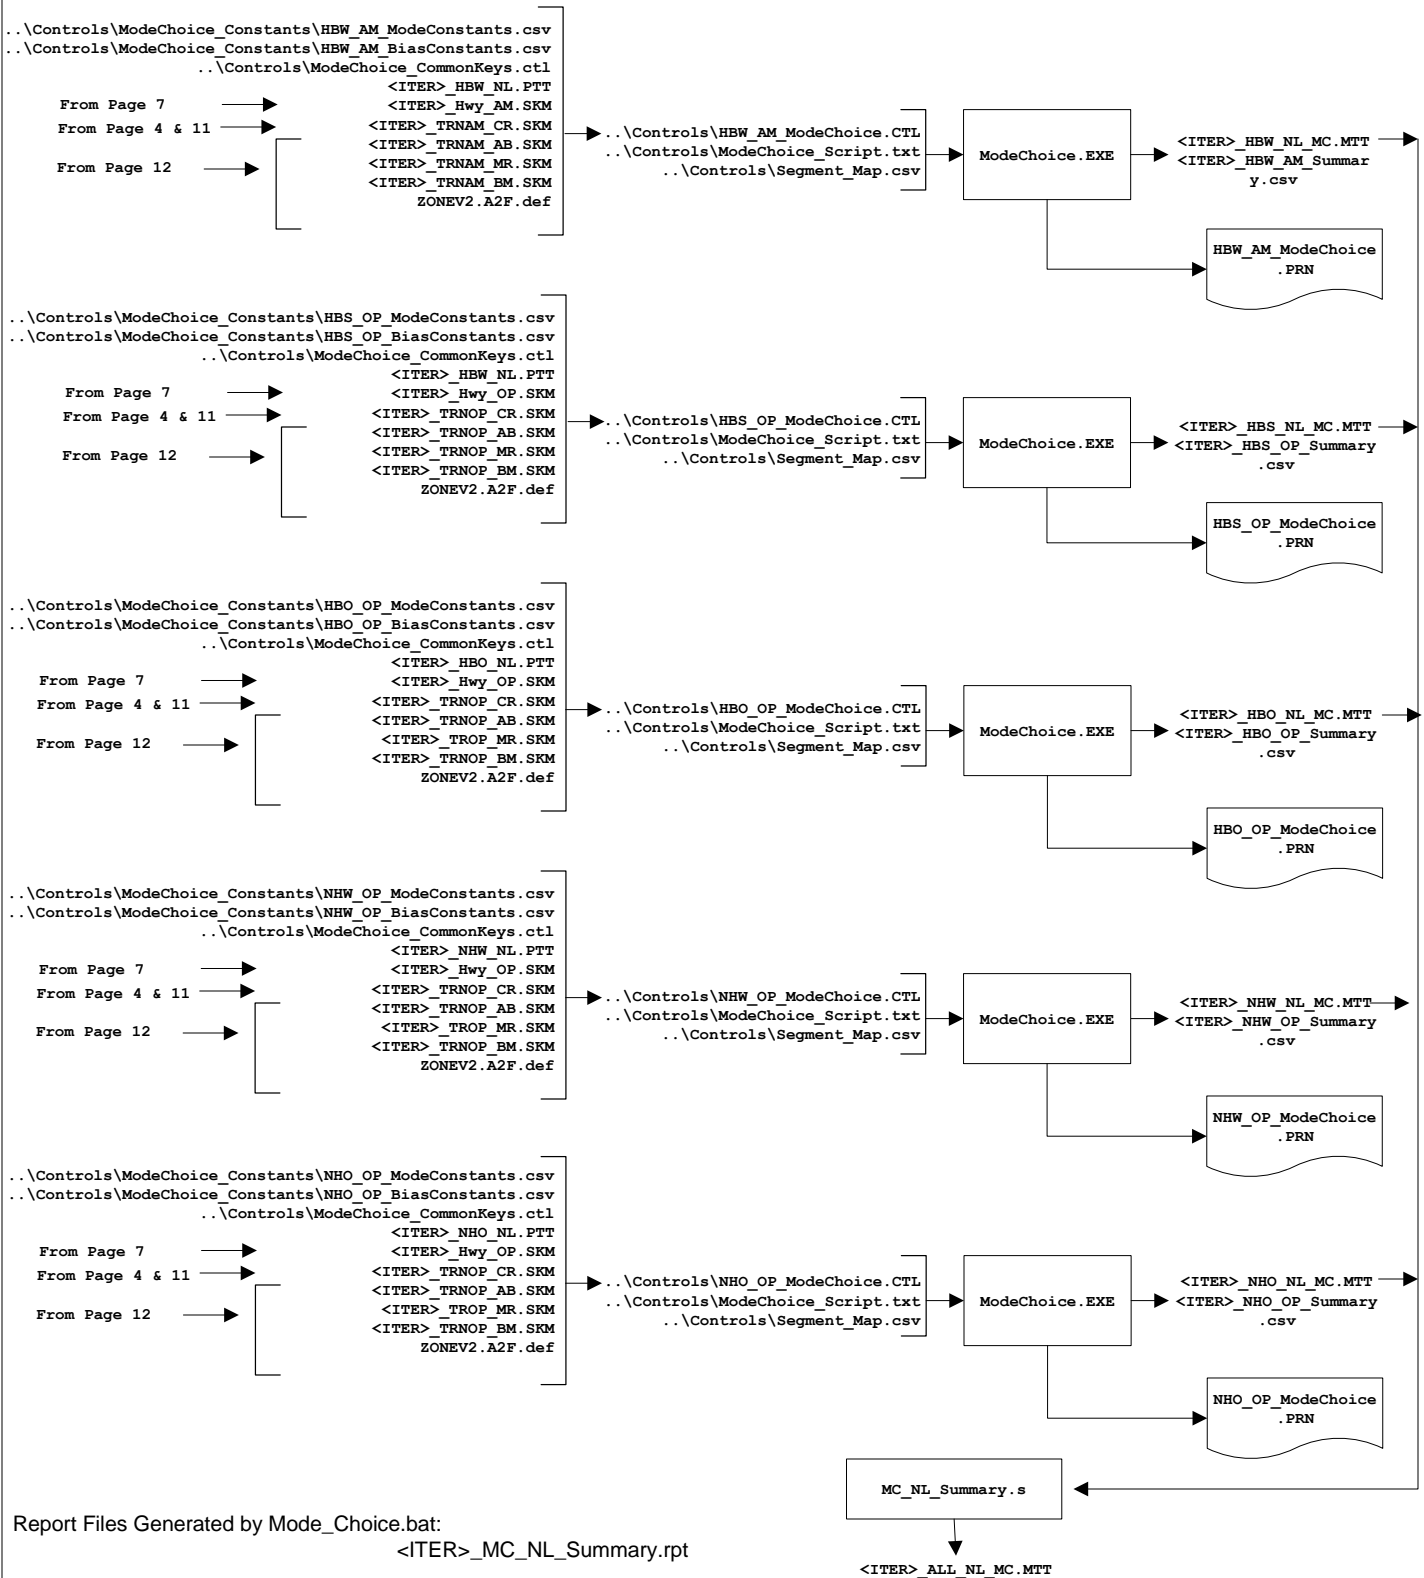 ..\Controls\ModeChoice_Constants\HBW_AM_ModeConstants.csv
..\Controls\ModeChoice_Constants\HBW_AM_BiasConstants.csv
..\Controls\ModeChoice_CommonKeys.ctl
<ITER>_HBW_NL.PTT
From Page 7
<ITER>_Hwy_AM.SKM
From Page 4 & 11
<ITER>_TRNAM_CR.SKM
<ITER>_TRNAM_AB.SKM
From Page 12
<ITER>_TRNAM_MR.SKM
<ITER>_TRNAM_BM.SKM
ZONEV2.A2F.def
..\Controls\HBW_AM_ModeChoice.CTL
..\Controls\ModeChoice_Script.txt
..\Controls\Segment_Map.csv
ModeChoice.EXE
<ITER>_HBW_NL_MC.MTT
<ITER>_HBW_AM_Summar
y.csv
HBW_AM_ModeChoice
.PRN
..\Controls\ModeChoice_Constants\HBS_OP_ModeConstants.csv
..\Controls\ModeChoice_Constants\HBS_OP_BiasConstants.csv
..\Controls\ModeChoice_CommonKeys.ctl
<ITER>_HBW_NL.PTT
From Page 7
<ITER>_Hwy_OP.SKM
From Page 4 & 11
<ITER>_TRNOP_CR.SKM
<ITER>_TRNOP_AB.SKM
From Page 12
<ITER>_TRNOP_MR.SKM
<ITER>_TRNOP_BM.SKM
ZONEV2.A2F.def
..\Controls\HBS_OP_ModeChoice.CTL
..\Controls\ModeChoice_Script.txt
..\Controls\Segment_Map.csv
ModeChoice.EXE
<ITER>_HBS_NL_MC.MTT
<ITER>_HBS_OP_Summary
.csv
HBS_OP_ModeChoice
.PRN
..\Controls\ModeChoice_Constants\HBO_OP_ModeConstants.csv
..\Controls\ModeChoice_Constants\HBO_OP_BiasConstants.csv
..\Controls\ModeChoice_CommonKeys.ctl
<ITER>_HBO_NL.PTT
From Page 7
<ITER>_Hwy_OP.SKM
From Page 4 & 11
<ITER>_TRNOP_CR.SKM
<ITER>_TRNOP_AB.SKM
From Page 12
<ITER>_TROP_MR.SKM
<ITER>_TRNOP_BM.SKM
ZONEV2.A2F.def
..\Controls\HBO_OP_ModeChoice.CTL
..\Controls\ModeChoice_Script.txt
..\Controls\Segment_Map.csv
ModeChoice.EXE
<ITER>_HBO_NL_MC.MTT
<ITER>_HBO_OP_Summary
.csv
HBO_OP_ModeChoice
.PRN
..\Controls\ModeChoice_Constants\NHW_OP_ModeConstants.csv
..\Controls\ModeChoice_Constants\NHW_OP_BiasConstants.csv
..\Controls\ModeChoice_CommonKeys.ctl
<ITER>_NHW_NL.PTT
From Page 7
<ITER>_Hwy_OP.SKM
From Page 4 & 11
<ITER>_TRNOP_CR.SKM
<ITER>_TRNOP_AB.SKM
From Page 12
<ITER>_TROP_MR.SKM
<ITER>_TRNOP_BM.SKM
ZONEV2.A2F.def
..\Controls\NHW_OP_ModeChoice.CTL
..\Controls\ModeChoice_Script.txt
..\Controls\Segment_Map.csv
ModeChoice.EXE
<ITER>_NHW_NL_MC.MTT
<ITER>_NHW_OP_Summary
.csv
NHW_OP_ModeChoice
.PRN
..\Controls\ModeChoice_Constants\NHO_OP_ModeConstants.csv
..\Controls\ModeChoice_Constants\NHO_OP_BiasConstants.csv
..\Controls\ModeChoice_CommonKeys.ctl
<ITER>_NHO_NL.PTT
From Page 7
<ITER>_Hwy_OP.SKM
From Page 4 & 11
<ITER>_TRNOP_CR.SKM
<ITER>_TRNOP_AB.SKM
From Page 12
<ITER>_TROP_MR.SKM
<ITER>_TRNOP_BM.SKM
ZONEV2.A2F.def
..\Controls\NHO_OP_ModeChoice.CTL
..\Controls\ModeChoice_Script.txt
..\Controls\Segment_Map.csv
ModeChoice.EXE
<ITER>_NHO_NL_MC.MTT
<ITER>_NHO_OP_Summary
.csv
NHO_OP_ModeChoice
.PRN
MC_NL_Summary.s
Report Files Generated by Mode_Choice.bat:
<ITER>_MC_NL_Summary.rpt
<ITER>_ALL_NL_MC.MTT